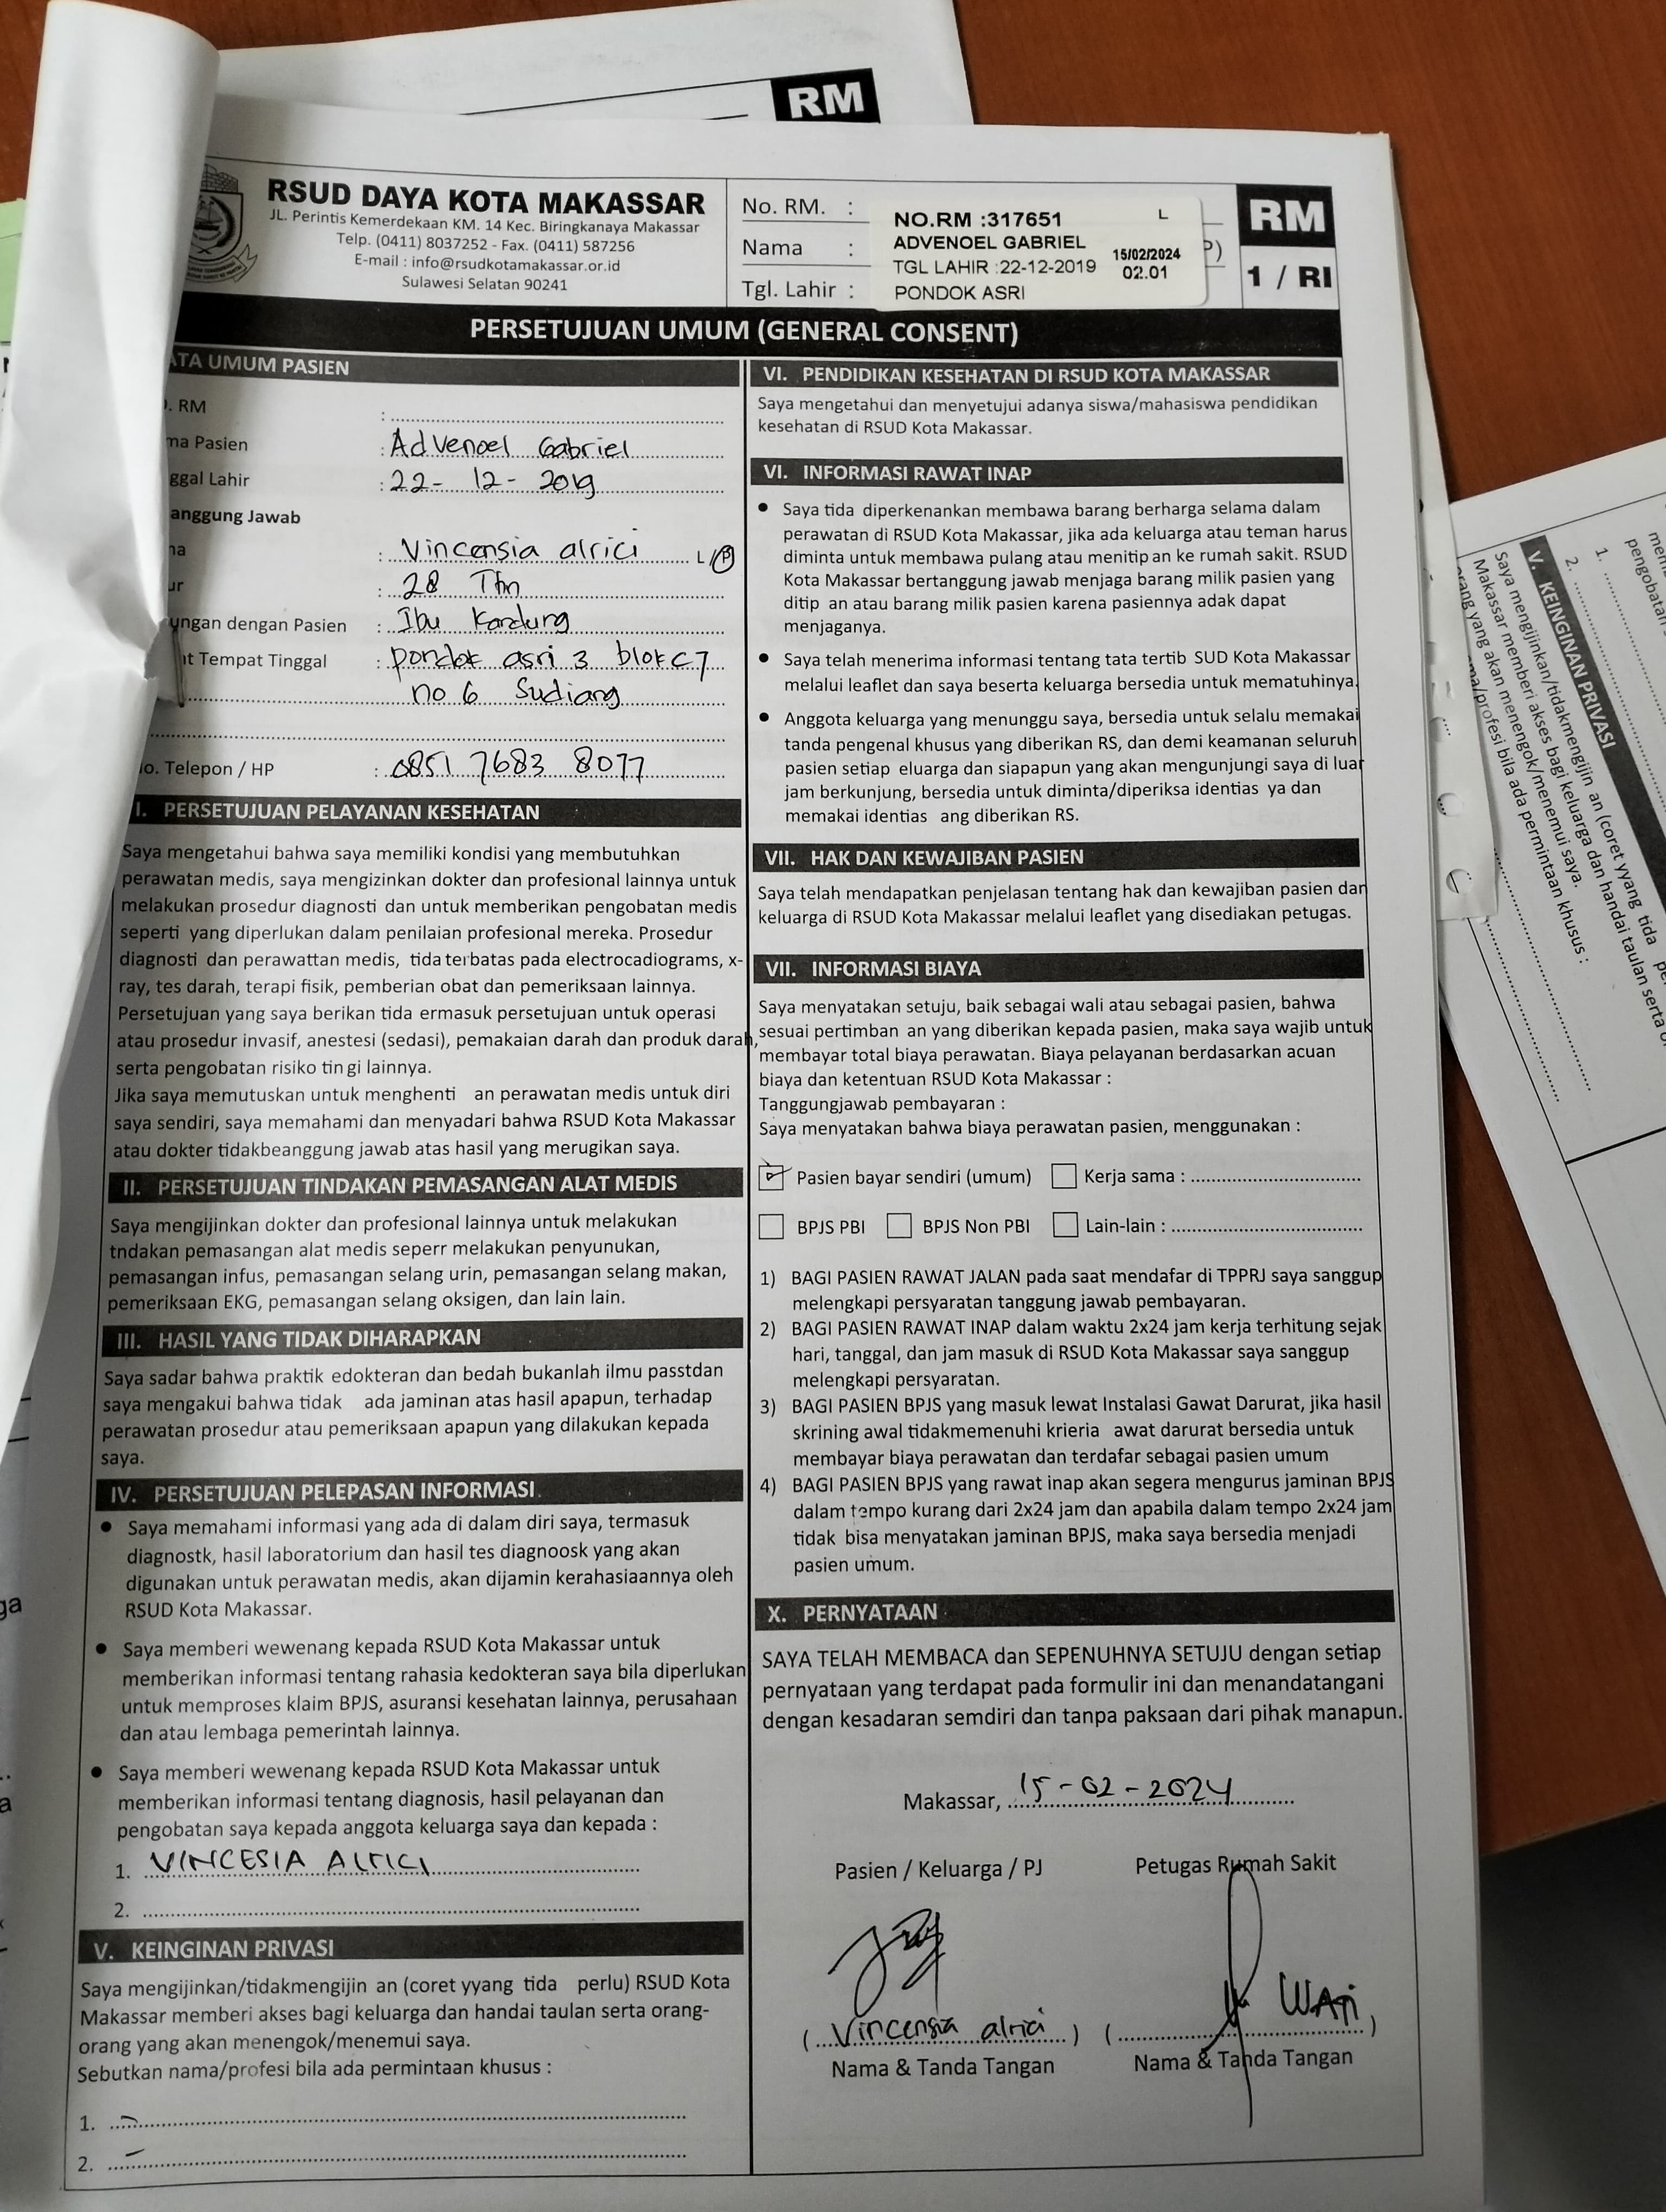 RM
RSUD DAYA KOTA MAKASSAR
JL. Perintis Kemerdekaan KM. 14 Kec. Biringkanaya Makassar
Telp. (0411) 8037252 - Fax. (0411) 587256
E-mail : info@rsudkotamakassar.or.id
Sulawesi Selatan 90241
No. RM. :
Nama :
Tgl. Lahir :
NO.RM :317651 L
ADVENOEL GABRIEL 15/02/2024
TGL LAHIR :22-12-2019 02.01
PONDOK ASRI
P)
RM
1 / RI
PERSETUJUAN UMUM (GENERAL CONSENT)
ATA UMUM PASIEN
. RM :
ma Pasien : Advenoel Gabriel
ggal Lahir : 22 - 12 - 2019
anggung Jawab
na : Vincensia alrici L/P
ur : 28 Thn
ungan dengan Pasien : Ibu Kandung
t Tempat Tinggal : pondok asri 3 blok C7
no 6 Sudiang
o. Telepon / HP : 0851 7683 8077
I. PERSETUJUAN PELAYANAN KESEHATAN
Saya mengetahui bahwa saya memiliki kondisi yang membutuhkan
perawatan medis, saya mengizinkan dokter dan profesional lainnya untuk
melakukan prosedur diagnosti dan untuk memberikan pengobatan medis
seperti yang diperlukan dalam penilaian profesional mereka. Prosedur
diagnosti dan perawattan medis, tida terbatas pada electrocadiograms, x-
ray, tes darah, terapi fisik, pemberian obat dan pemeriksaan lainnya.
Persetujuan yang saya berikan tida ermasuk persetujuan untuk operasi
atau prosedur invasif, anestesi (sedasi), pemakaian darah dan produk darah,
serta pengobatan risiko tin gi lainnya.
Jika saya memutuskan untuk menghenti an perawatan medis untuk diri
saya sendiri, saya memahami dan menyadari bahwa RSUD Kota Makassar
atau dokter tidakbeanggung jawab atas hasil yang merugikan saya.
II. PERSETUJUAN TINDAKAN PEMASANGAN ALAT MEDIS
Saya mengijinkan dokter dan profesional lainnya untuk melakukan
tndakan pemasangan alat medis seperr melakukan penyunukan,
pemasangan infus, pemasangan selang urin, pemasangan selang makan,
pemeriksaan EKG, pemasangan selang oksigen, dan lain lain.
III. HASIL YANG TIDAK DIHARAPKAN
Saya sadar bahwa praktik edokteran dan bedah bukanlah ilmu passtdan
saya mengakui bahwa tidak ada jaminan atas hasil apapun, terhadap
perawatan prosedur atau pemeriksaan apapun yang dilakukan kepada
saya.
IV. PERSETUJUAN PELEPASAN INFORMASI
• Saya memahami informasi yang ada di dalam diri saya, termasuk
diagnostk, hasil laboratorium dan hasil tes diagnoosk yang akan
digunakan untuk perawatan medis, akan dijamin kerahasiaannya oleh
RSUD Kota Makassar.
• Saya memberi wewenang kepada RSUD Kota Makassar untuk
memberikan informasi tentang rahasia kedokteran saya bila diperlukan
untuk memproses klaim BPJS, asuransi kesehatan lainnya, perusahaan
dan atau lembaga pemerintah lainnya.
• Saya memberi wewenang kepada RSUD Kota Makassar untuk
memberikan informasi tentang diagnosis, hasil pelayanan dan
pengobatan saya kepada anggota keluarga saya dan kepada :
1. VINCESIA ALRICI
2.
V. KEINGINAN PRIVASI
Saya mengijinkan/tidakmengijin an (coret yyang tida perlu) RSUD Kota
Makassar memberi akses bagi keluarga dan handai taulan serta orang-
orang yang akan menengok/menemui saya.
Sebutkan nama/profesi bila ada permintaan khusus :
1.
2. -
VI. PENDIDIKAN KESEHATAN DI RSUD KOTA MAKASSAR
Saya mengetahui dan menyetujui adanya siswa/mahasiswa pendidikan
kesehatan di RSUD Kota Makassar.
VI. INFORMASI RAWAT INAP
• Saya tida diperkenankan membawa barang berharga selama dalam
perawatan di RSUD Kota Makassar, jika ada keluarga atau teman harus
diminta untuk membawa pulang atau menitip an ke rumah sakit. RSUD
Kota Makassar bertanggung jawab menjaga barang milik pasien yang
ditip an atau barang milik pasien karena pasiennya adak dapat
menjaganya.
• Saya telah menerima informasi tentang tata tertib SUD Kota Makassar
melalui leaflet dan saya beserta keluarga bersedia untuk mematuhinya.
• Anggota keluarga yang menunggu saya, bersedia untuk selalu memakai
tanda pengenal khusus yang diberikan RS, dan demi keamanan seluruh
pasien setiap eluarga dan siapapun yang akan mengunjungi saya di luar
jam berkunjung, bersedia untuk diminta/diperiksa identias ya dan
memakai identias ang diberikan RS.
VII. HAK DAN KEWAJIBAN PASIEN
Saya telah mendapatkan penjelasan tentang hak dan kewajiban pasien dan
keluarga di RSUD Kota Makassar melalui leaflet yang disediakan petugas.
VII. INFORMASI BIAYA
Saya menyatakan setuju, baik sebagai wali atau sebagai pasien, bahwa
sesuai pertimban an yang diberikan kepada pasien, maka saya wajib untuk
membayar total biaya perawatan. Biaya pelayanan berdasarkan acuan
biaya dan ketentuan RSUD Kota Makassar :
Tanggungjawab pembayaran :
Saya menyatakan bahwa biaya perawatan pasien, menggunakan :
☑ Pasien bayar sendiri (umum) ☐ Kerja sama :
☐ BPJS PBI ☐ BPJS Non PBI ☐ Lain-lain :
1) BAGI PASIEN RAWAT JALAN pada saat mendafar di TPPRJ saya sanggup
melengkapi persyaratan tanggung jawab pembayaran.
2) BAGI PASIEN RAWAT INAP dalam waktu 2x24 jam kerja terhitung sejak
hari, tanggal, dan jam masuk di RSUD Kota Makassar saya sanggup
melengkapi persyaratan.
3) BAGI PASIEN BPJS yang masuk lewat Instalasi Gawat Darurat, jika hasil
skrining awal tidakmemenuhi krieria awat darurat bersedia untuk
membayar biaya perawatan dan terdafar sebagai pasien umum
4) BAGI PASIEN BPJS yang rawat inap akan segera mengurus jaminan BPJS
dalam tempo kurang dari 2x24 jam dan apabila dalam tempo 2x24 jam
tidak bisa menyatakan jaminan BPJS, maka saya bersedia menjadi
pasien umum.
X. PERNYATAAN
SAYA TELAH MEMBACA dan SEPENUHNYA SETUJU dengan setiap
pernyataan yang terdapat pada formulir ini dan menandatangani
dengan kesadaran semdiri dan tanpa paksaan dari pihak manapun.
Makassar, 15-02-2024
Pasien / Keluarga / PJ Petugas Rumah Sakit
(Vincensia alrici) ( WATI )
Nama & Tanda Tangan Nama & Tanda Tangan
pengobatan
1.
2.
V. KEINGINAN PRIVASI
Saya mengijinkan/tidakmengijin an (coret yyang tida
Makassar memberi akses bagi keluarga dan handai taulan serta
orang yang akan menengok/menemui saya.
ma/profesi bila ada permintaan khusus :